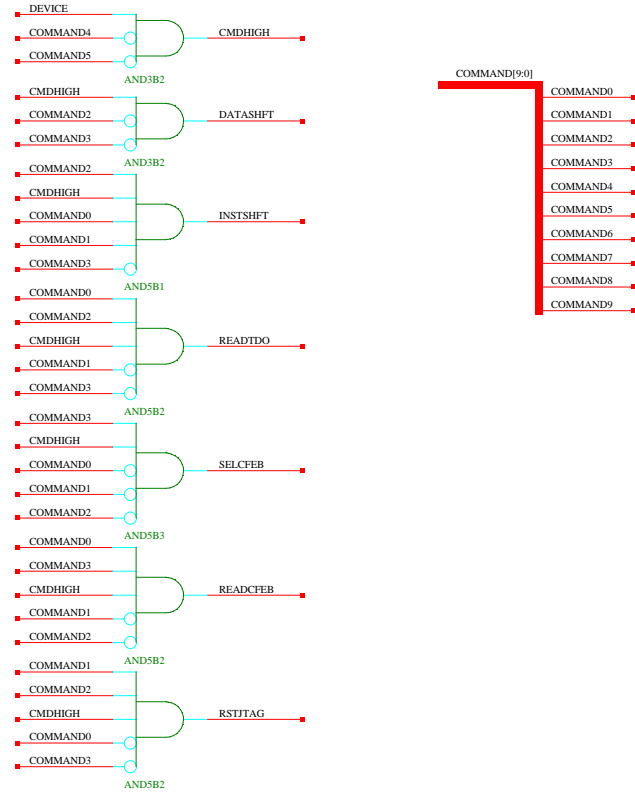 DEVICE
COMMAND4
COMMAND5
CMDHIGH
AND3B2
CMDHIGH
COMMAND2
COMMAND3
DATASHFT
AND3B2
COMMAND2
CMDHIGH
COMMAND0
COMMAND1
COMMAND3
INSTSHFT
AND5B1
COMMAND0
COMMAND2
CMDHIGH
COMMAND1
COMMAND3
READTDO
AND5B2
COMMAND3
CMDHIGH
COMMAND0
COMMAND1
COMMAND2
SELCFEB
AND5B3
COMMAND0
COMMAND3
CMDHIGH
COMMAND1
COMMAND2
READCFEB
AND5B2
COMMAND1
COMMAND2
CMDHIGH
COMMAND0
COMMAND3
RSTJTAG
AND5B2
COMMAND[9:0]
COMMAND0
COMMAND1
COMMAND2
COMMAND3
COMMAND4
COMMAND5
COMMAND6
COMMAND7
COMMAND8
COMMAND9